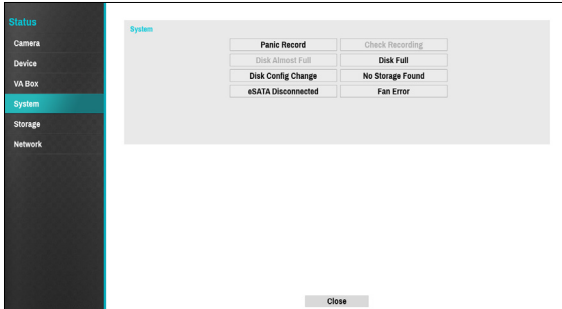 Status
Camera
Device
VA Box
System
Storage
Network
System
Panic Record Check Recording
Disk Almost Full Disk Full
Disk Config Change No Storage Found
eSATA Disconnected Fan Error
Close